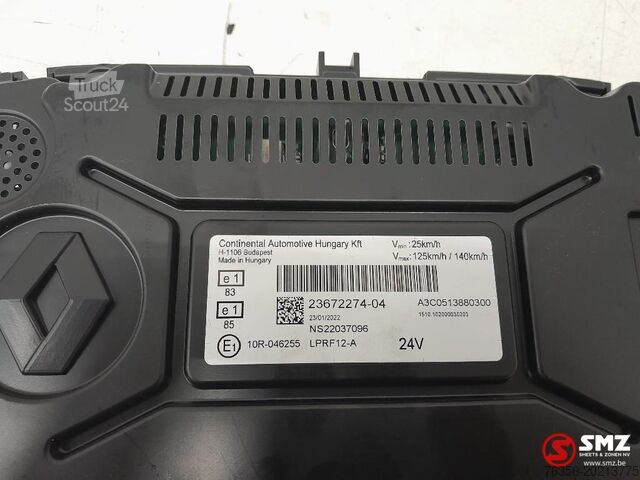 Truck
Scout24
Continental Automotive Hungary Kft
H-1106 Budapest
Made in Hungary
Vmin :25km/h
Vmax :125km/h / 140km/h
e 1
83
e 1
85
23672274-04
23/01/2022
NS22037096
A3C0513880300
1510.102000030203
E1
10R-046255 LPRF12-A
24V
SMZ
SHEETS & ZONEN
www.smz.be